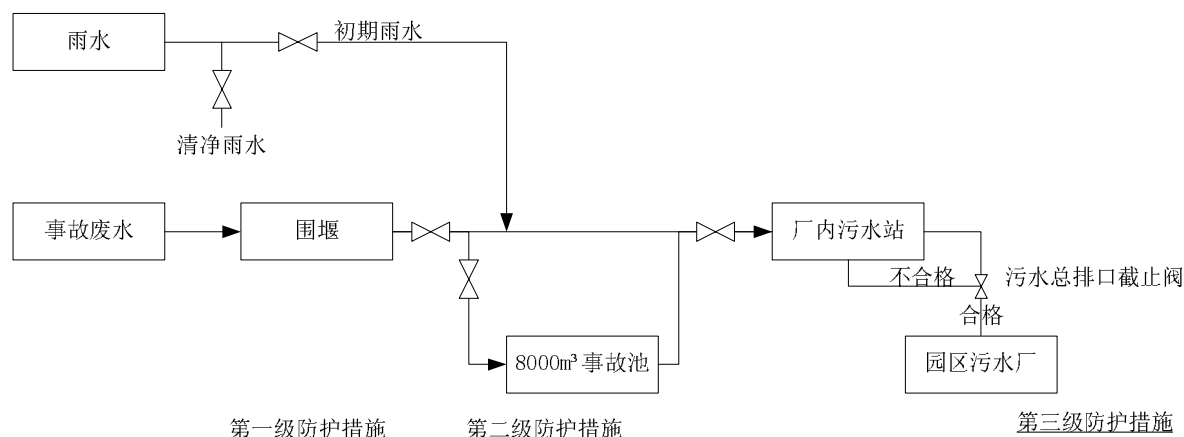 雨水
初期雨水
清净雨水
事故废水
围堰
厂内污水站
不合格
污水总排口截止阀
合格
8000m³事故池
园区污水厂
第一级防护措施
第二级防护措施
第三级防护措施